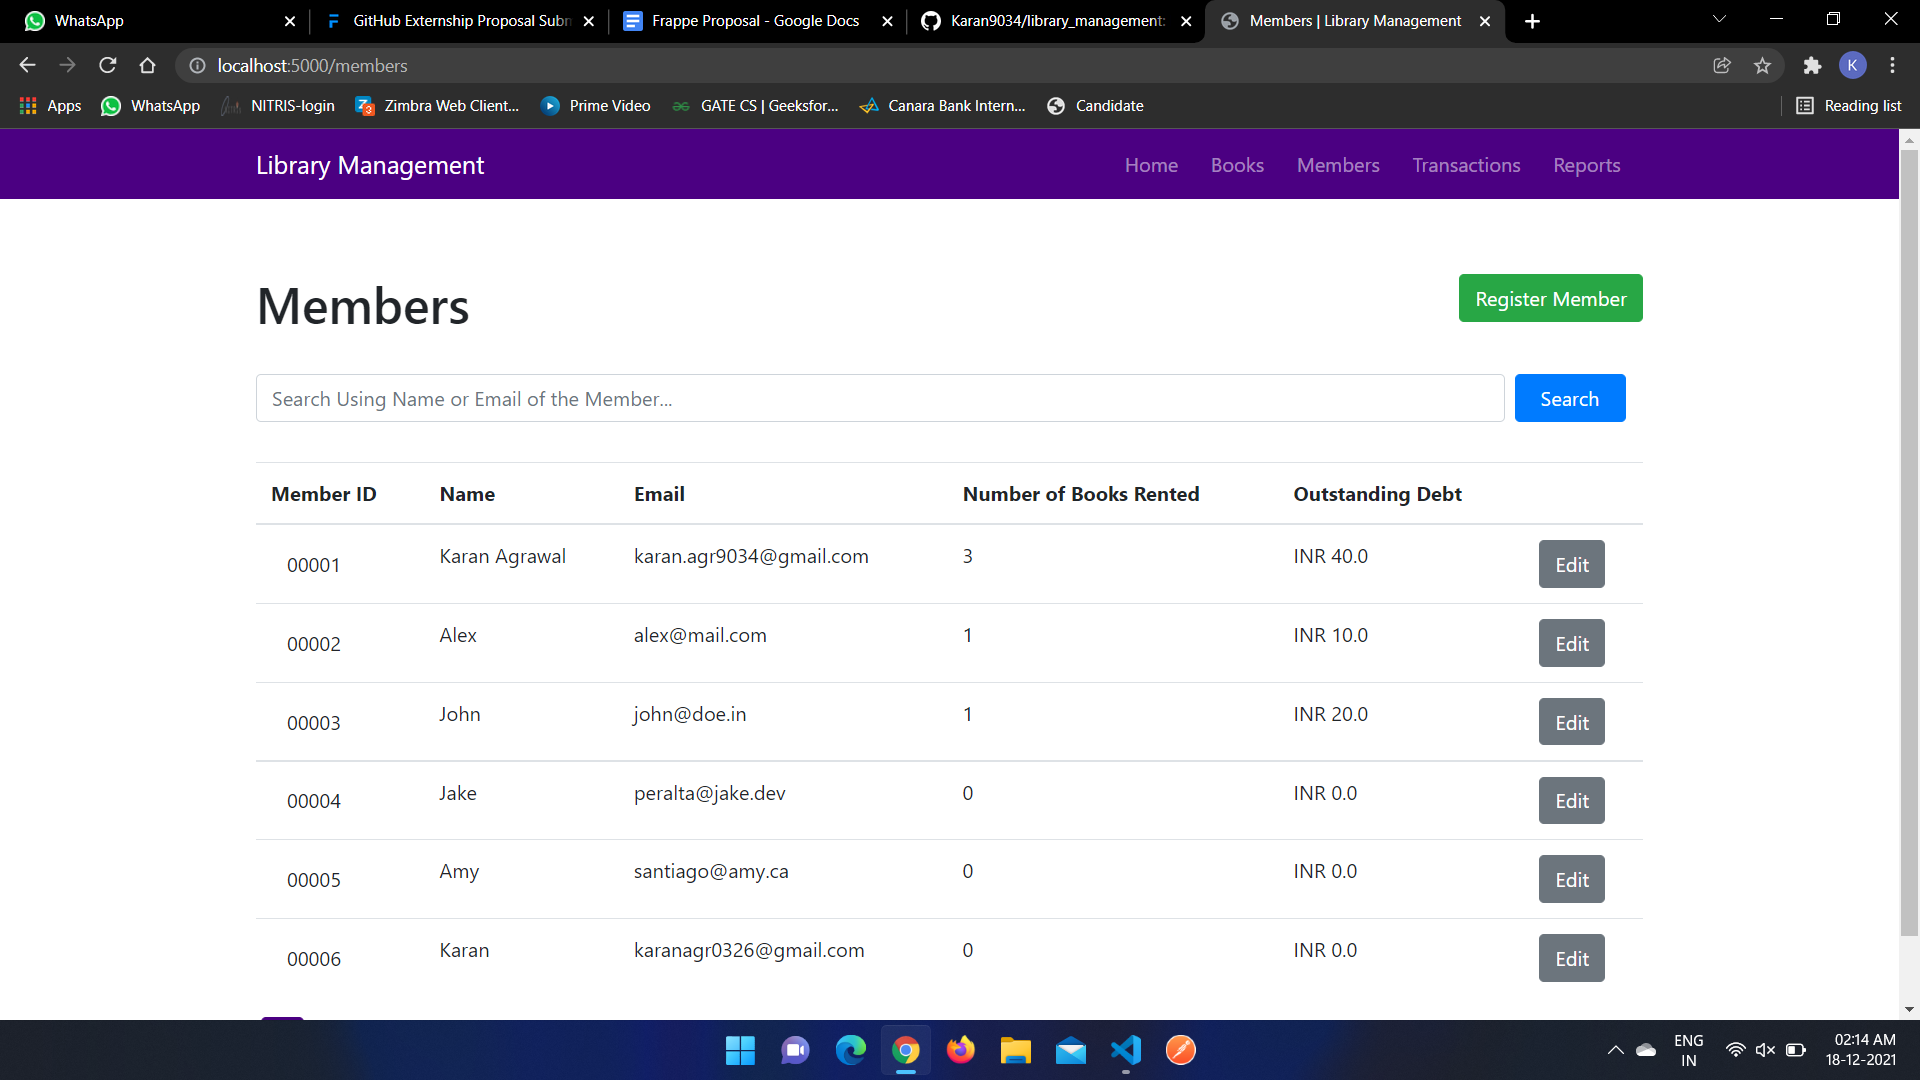 WhatsApp
GitHub Externship Proposal Subm
Frappe Proposal - Google Docs
Karan9034/library_management:
Members | Library Management
localhost:5000/members
K
Apps
WhatsApp
NITRIS-login
Zimbra Web Client...
Prime Video
GATE CS | Geeksfor...
Canara Bank Intern...
Candidate
Reading list
Library Management
Home
Books
Members
Transactions
Reports
Members
Register Member
Search Using Name or Email of the Member...
Search
Member ID Name Email Number of Books Rented Outstanding Debt
00001 Karan Agrawal karan.agr9034@gmail.com 3 INR 40.0 Edit
00002 Alex alex@mail.com 1 INR 10.0 Edit
00003 John john@doe.in 1 INR 20.0 Edit
00004 Jake peralta@jake.dev 0 INR 0.0 Edit
00005 Amy santiago@amy.ca 0 INR 0.0 Edit
00006 Karan karanagr0326@gmail.com 0 INR 0.0 Edit
ENG
IN
02:14 AM
18-12-2021